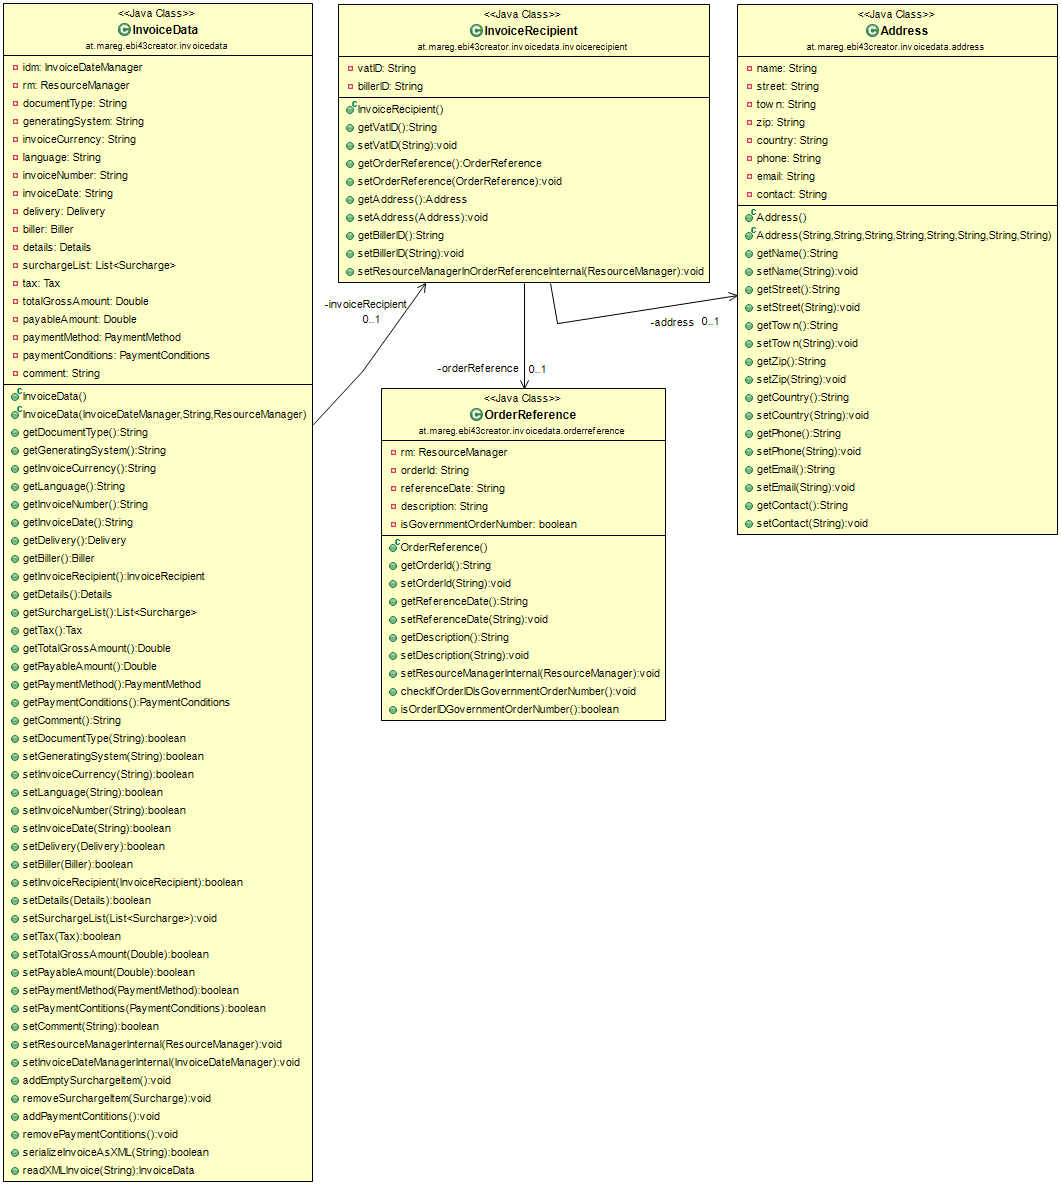 <<Java Class>>
InvoiceData
at.mareg.ebi43creator.invoicedata
idm: InvoiceDateManager
rm: ResourceManager
documentType: String
generatingSystem: String
invoiceCurrency: String
language: String
invoiceNumber: String
invoiceDate: String
delivery: Delivery
biller: Biller
details: Details
surchargeList: List<Surcharge>
tax: Tax
totalGrossAmount: Double
payableAmount: Double
paymentMethod: PaymentMethod
paymentConditions: PaymentConditions
comment: String
InvoiceData()
InvoiceData(InvoiceDateManager,String,ResourceManager)
getDocumentType():String
getGeneratingSystem():String
getInvoiceCurrency():String
getLanguage():String
getInvoiceNumber():String
getInvoiceDate():String
getDelivery():Delivery
getBiller():Biller
getInvoiceRecipient():InvoiceRecipient
getDetails():Details
getSurchargeList():List<Surcharge>
getTax():Tax
getTotalGrossAmount():Double
getPayableAmount():Double
getPaymentMethod():PaymentMethod
getPaymentConditions():PaymentConditions
getComment():String
setDocumentType(String):boolean
setGeneratingSystem(String):boolean
setInvoiceCurrency(String):boolean
setLanguage(String):boolean
setInvoiceNumber(String):boolean
setInvoiceDate(String):boolean
setDelivery(Delivery):boolean
setBiller(Biller):boolean
setInvoiceRecipient(InvoiceRecipient):boolean
setDetails(Details):boolean
setSurchargeList(List<Surcharge>):void
setTax(Tax):boolean
setTotalGrossAmount(Double):boolean
setPayableAmount(Double):boolean
setPaymentMethod(PaymentMethod):boolean
setPaymentContitions(PaymentConditions):boolean
setComment(String):boolean
setResourceManagerInternal(ResourceManager):void
setInvoiceDateManagerInternal(InvoiceDateManager):void
addEmptySurchargeItem():void
removeSurchargeItem(Surcharge):void
addPaymentContitions():void
removePaymentContitions():void
serializeInvoiceAsXML(String):boolean
readXMLInvoice(String):InvoiceData
<<Java Class>>
InvoiceRecipient
at.mareg.ebi43creator.invoicedata.invoicerecipient
vatID: String
billerID: String
InvoiceRecipient()
getVatID():String
setVatID(String):void
getOrderReference():OrderReference
setOrderReference(OrderReference):void
getAddress():Address
setAddress(Address):void
getBillerID():String
setBillerID(String):void
setResourceManagerInOrderReferenceInternal(ResourceManager):void
-invoiceRecipient
0..1
-orderReference
0..1
-address
0..1
<<Java Class>>
OrderReference
at.mareg.ebi43creator.invoicedata.orderreference
rm: ResourceManager
orderId: String
referenceDate: String
description: String
isGovernmentOrderNumber: boolean
OrderReference()
getOrderId():String
setOrderId(String):void
getReferenceDate():String
setReferenceDate(String):void
getDescription():String
setDescription(String):void
setResourceManagerInternal(ResourceManager):void
checkIfOrderIDIsGovernmentOrderNumber():void
isOrderIDGovernmentOrderNumber():boolean
<<Java Class>>
Address
at.mareg.ebi43creator.invoicedata.address
name: String
street: String
town: String
zip: String
country: String
phone: String
email: String
contact: String
Address()
Address(String,String,String,String,String,String,String,String)
getName():String
setName(String):void
getStreet():String
setStreet(String):void
getTown():String
setTown(String):void
getZip():String
setZip(String):void
getCountry():String
setCountry(String):void
getPhone():String
setPhone(String):void
getEmail():String
setEmail(String):void
getContact():String
setContact(String):void